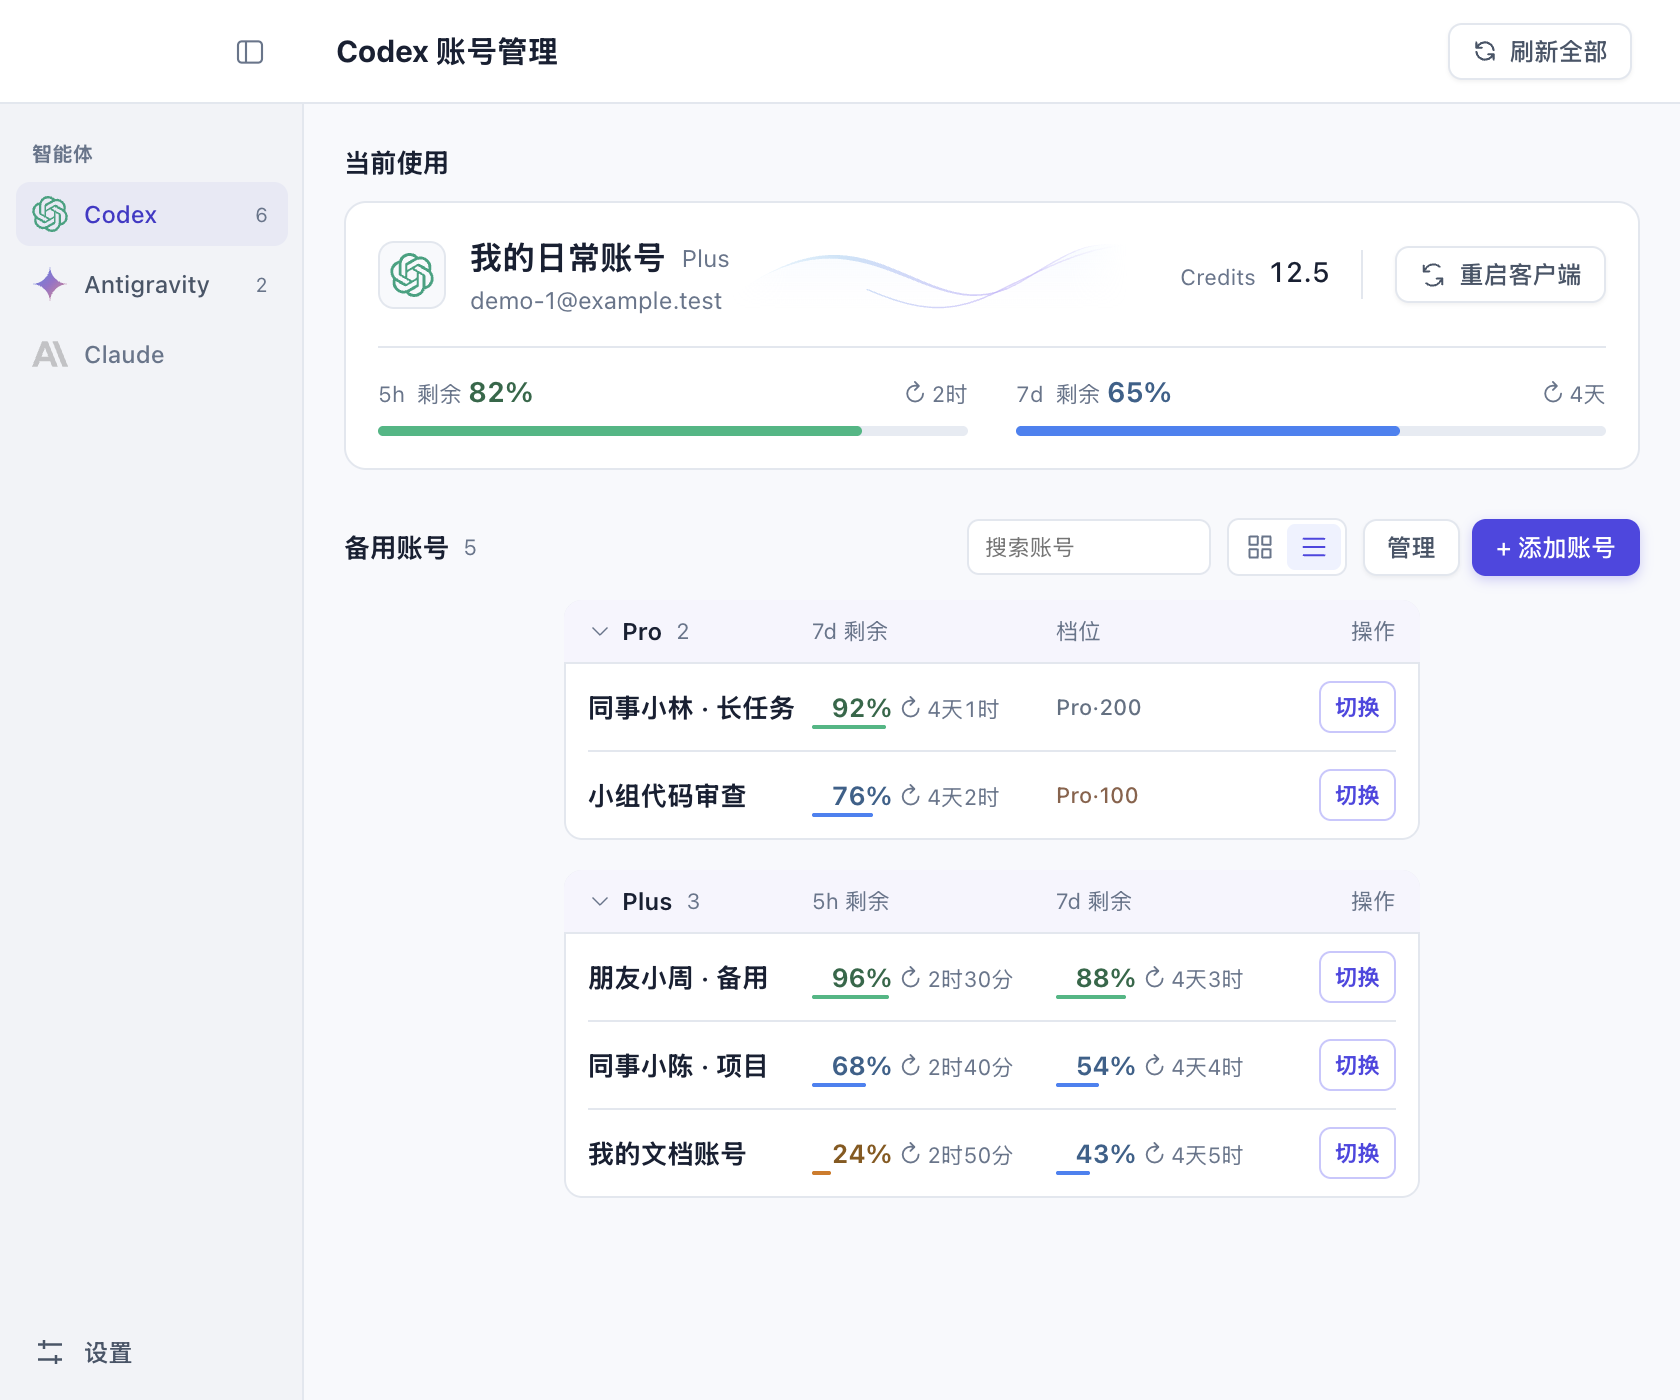 Codex 账号管理
刷新全部
智能体
Codex 6
Antigravity 2
Claude
设置
当前使用
我的日常账号 Plus
demo-1@example.test
Credits 12.5
重启客户端
5h 剩余 82% 2时
7d 剩余 65% 4天
备用账号 5
搜索账号
管理
+ 添加账号
Pro 2 7d 剩余 档位 操作
同事小林 · 长任务 92% 4天1时 Pro·200 切换
小组代码审查 76% 4天2时 Pro·100 切换
Plus 3 5h 剩余 7d 剩余 操作
朋友小周 · 备用 96% 2时30分 88% 4天3时 切换
同事小陈 · 项目 68% 2时40分 54% 4天4时 切换
我的文档账号 24% 2时50分 43% 4天5时 切换